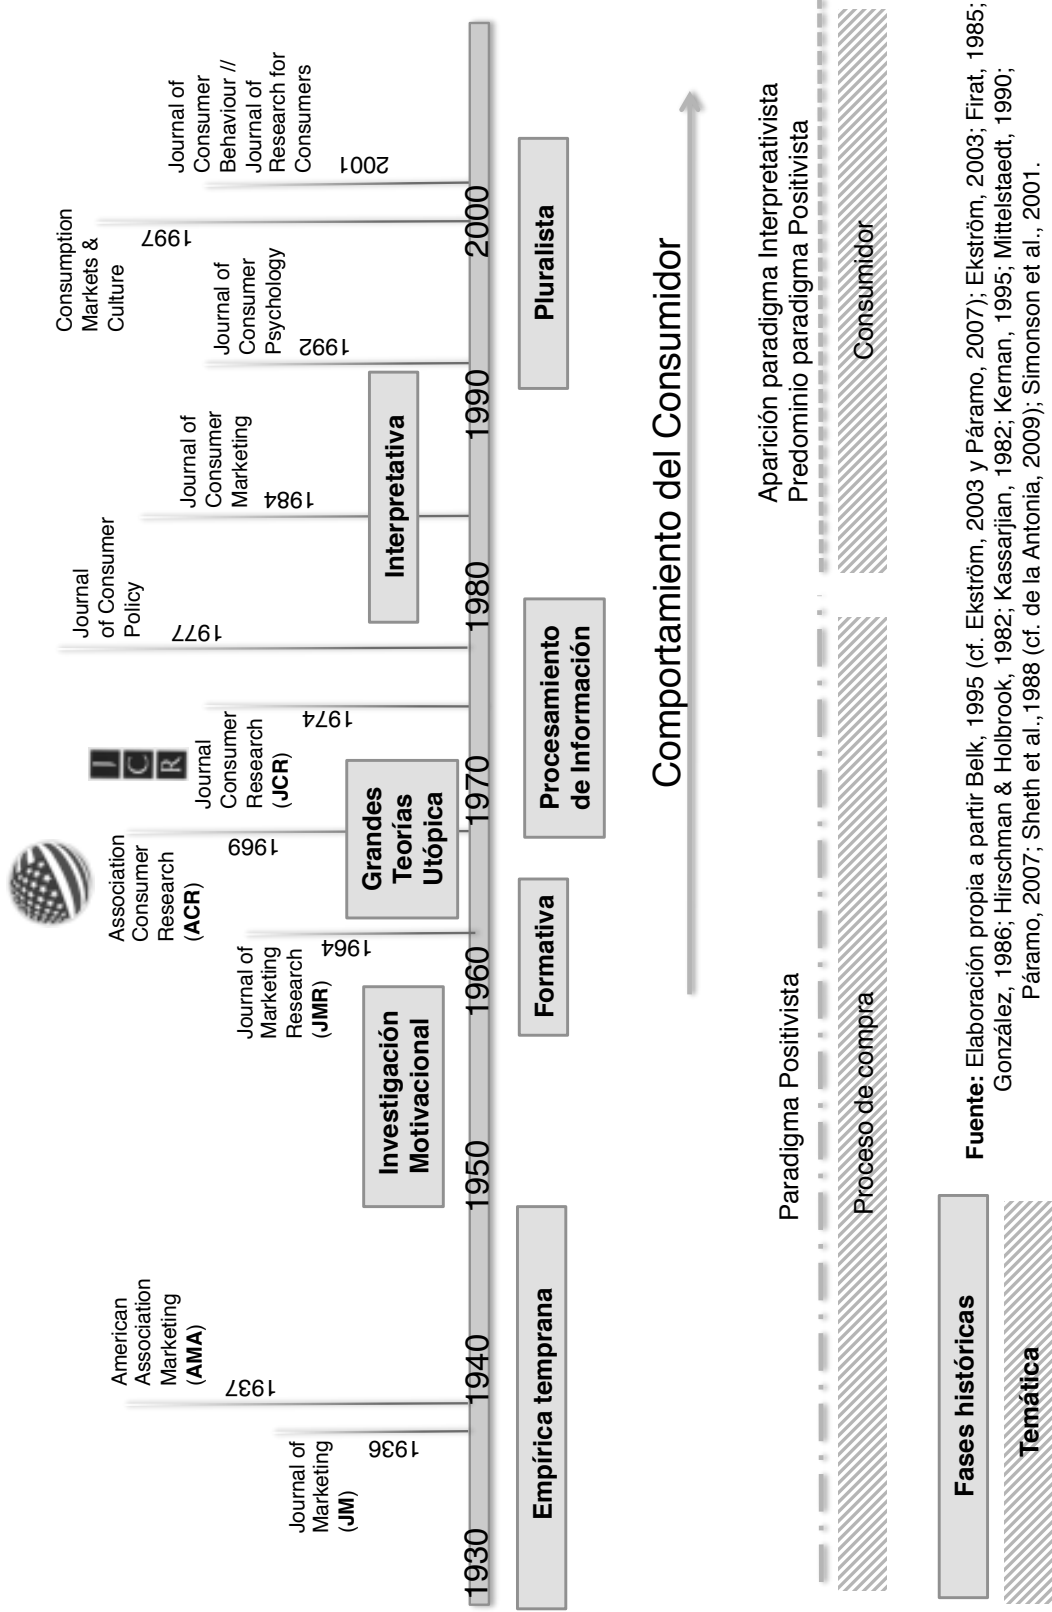 Journal of
Marketing
(JM)
1936
American
Association
Marketing
(AMA)
1937
Journal of
Marketing
Research
(JMR)
1964
Association
Consumer
Research
(ACR)
1969
J
C
R
Journal
Consumer
Research
(JCR)
1974
Journal
of Consumer
Policy
1977
Journal of
Consumer
Marketing
1984
Journal of
Consumer
Psychology
1992
Consumption
Markets &
Culture
1997
Journal of
Consumer
Behaviour //
Journal of
Research for
Consumers
2001
Investigación
Motivacional
Grandes
Teorías
Utópica
Interpretativa
1930
1940
1950
1960
1970
1980
1990
2000
Empírica temprana
Formativa
Procesamiento
de Información
Pluralista
Comportamiento del Consumidor
Paradigma Positivista
Aparición paradigma Interpretativista
Predominio paradigma Positivista
Proceso de compra
Consumidor
Fases históricas
Temática
Fuente: Elaboración propia a partir Belk, 1995 (cf. Ekström, 2003 y Páramo, 2007); Ekström, 2003; Firat, 1985;
González, 1986; Hirschman & Holbrook, 1982; Kassarjian, 1982; Kernan, 1995; Mittelstaedt, 1990;
Páramo, 2007; Sheth et al., 1988 (cf. de la Antonia, 2009); Simonson et al., 2001.